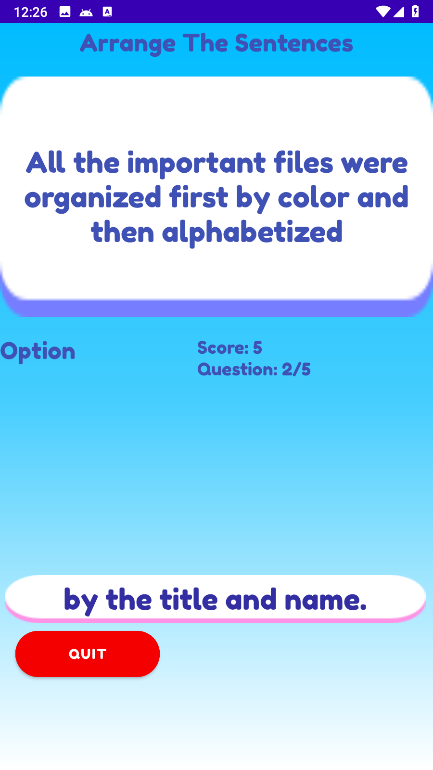 12:26
Arrange The Sentences
All the important files were
organized first by color and
then alphabetized
Option
Score: 5
Question: 2/5
by the title and name.
QUIT